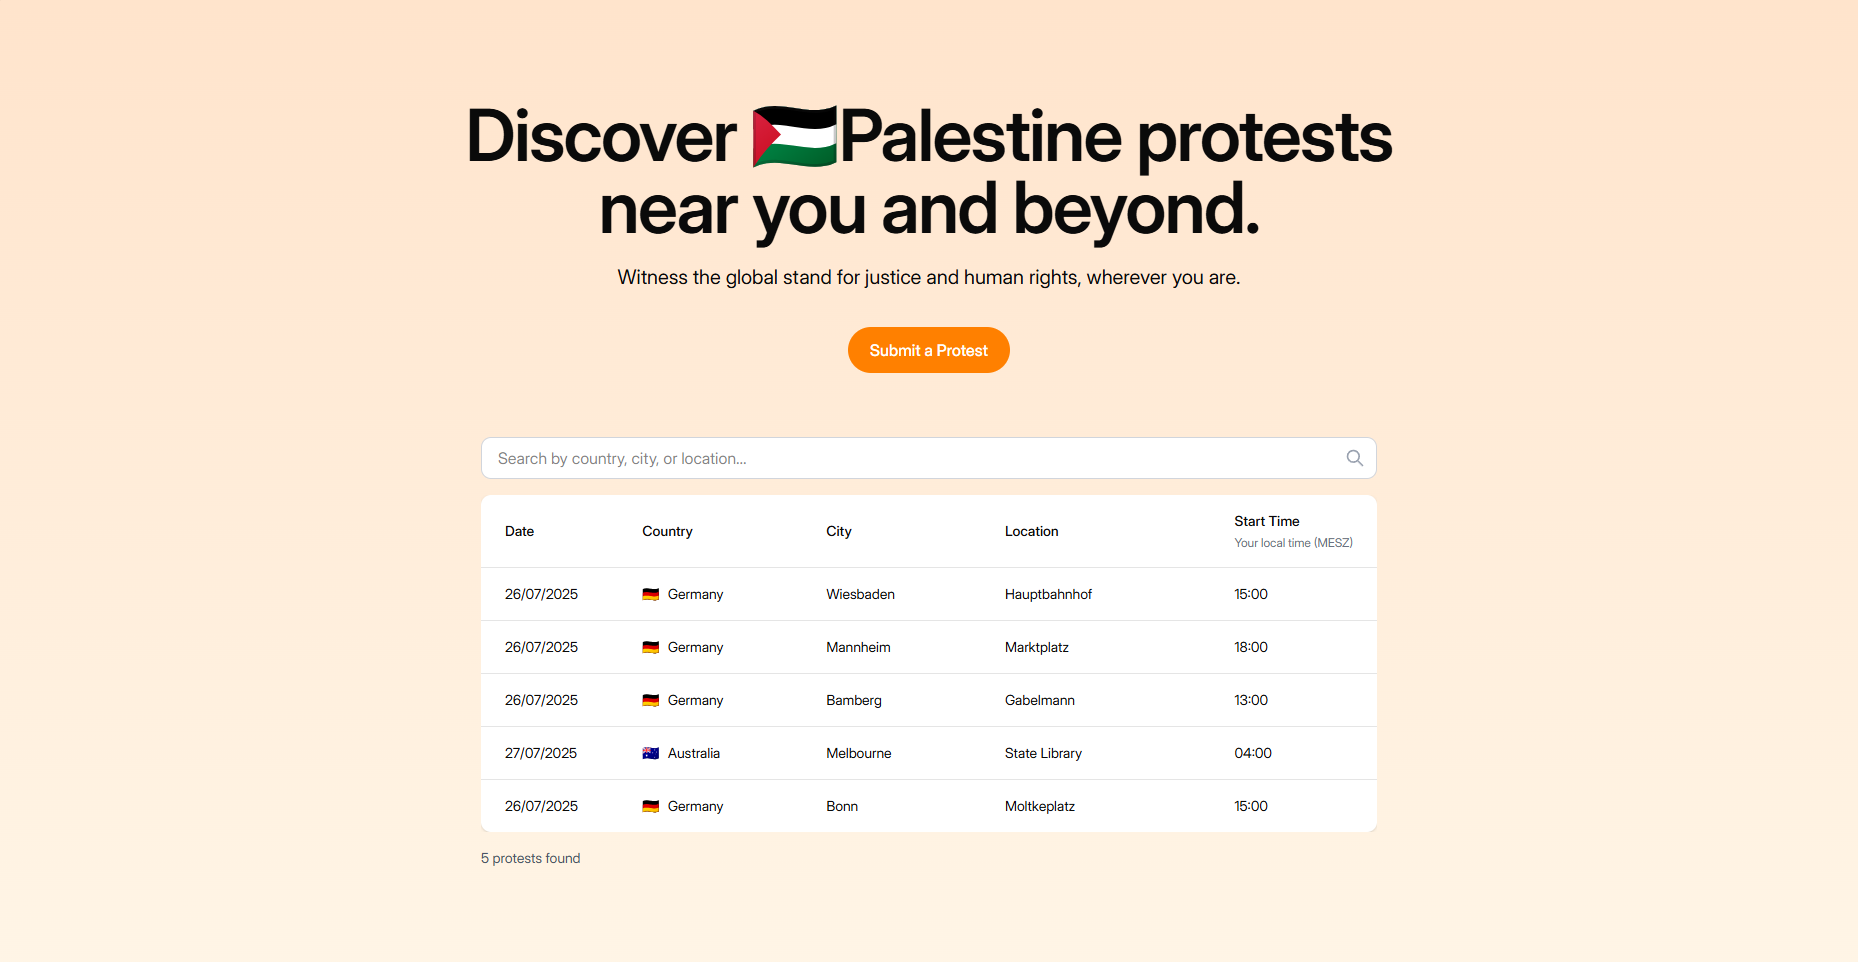 Discover 🇵🇸Palestine protests
near you and beyond.
Witness the global stand for justice and human rights, wherever you are.
Submit a Protest
Search by country, city, or location...
Date Country City Location Start Time
Your local time (MESZ)
26/07/2025 🇩🇪 Germany Wiesbaden Hauptbahnhof 15:00
26/07/2025 🇩🇪 Germany Mannheim Marktplatz 18:00
26/07/2025 🇩🇪 Germany Bamberg Gabelmann 13:00
27/07/2025 🇦🇺 Australia Melbourne State Library 04:00
26/07/2025 🇩🇪 Germany Bonn Moltkeplatz 15:00
5 protests found